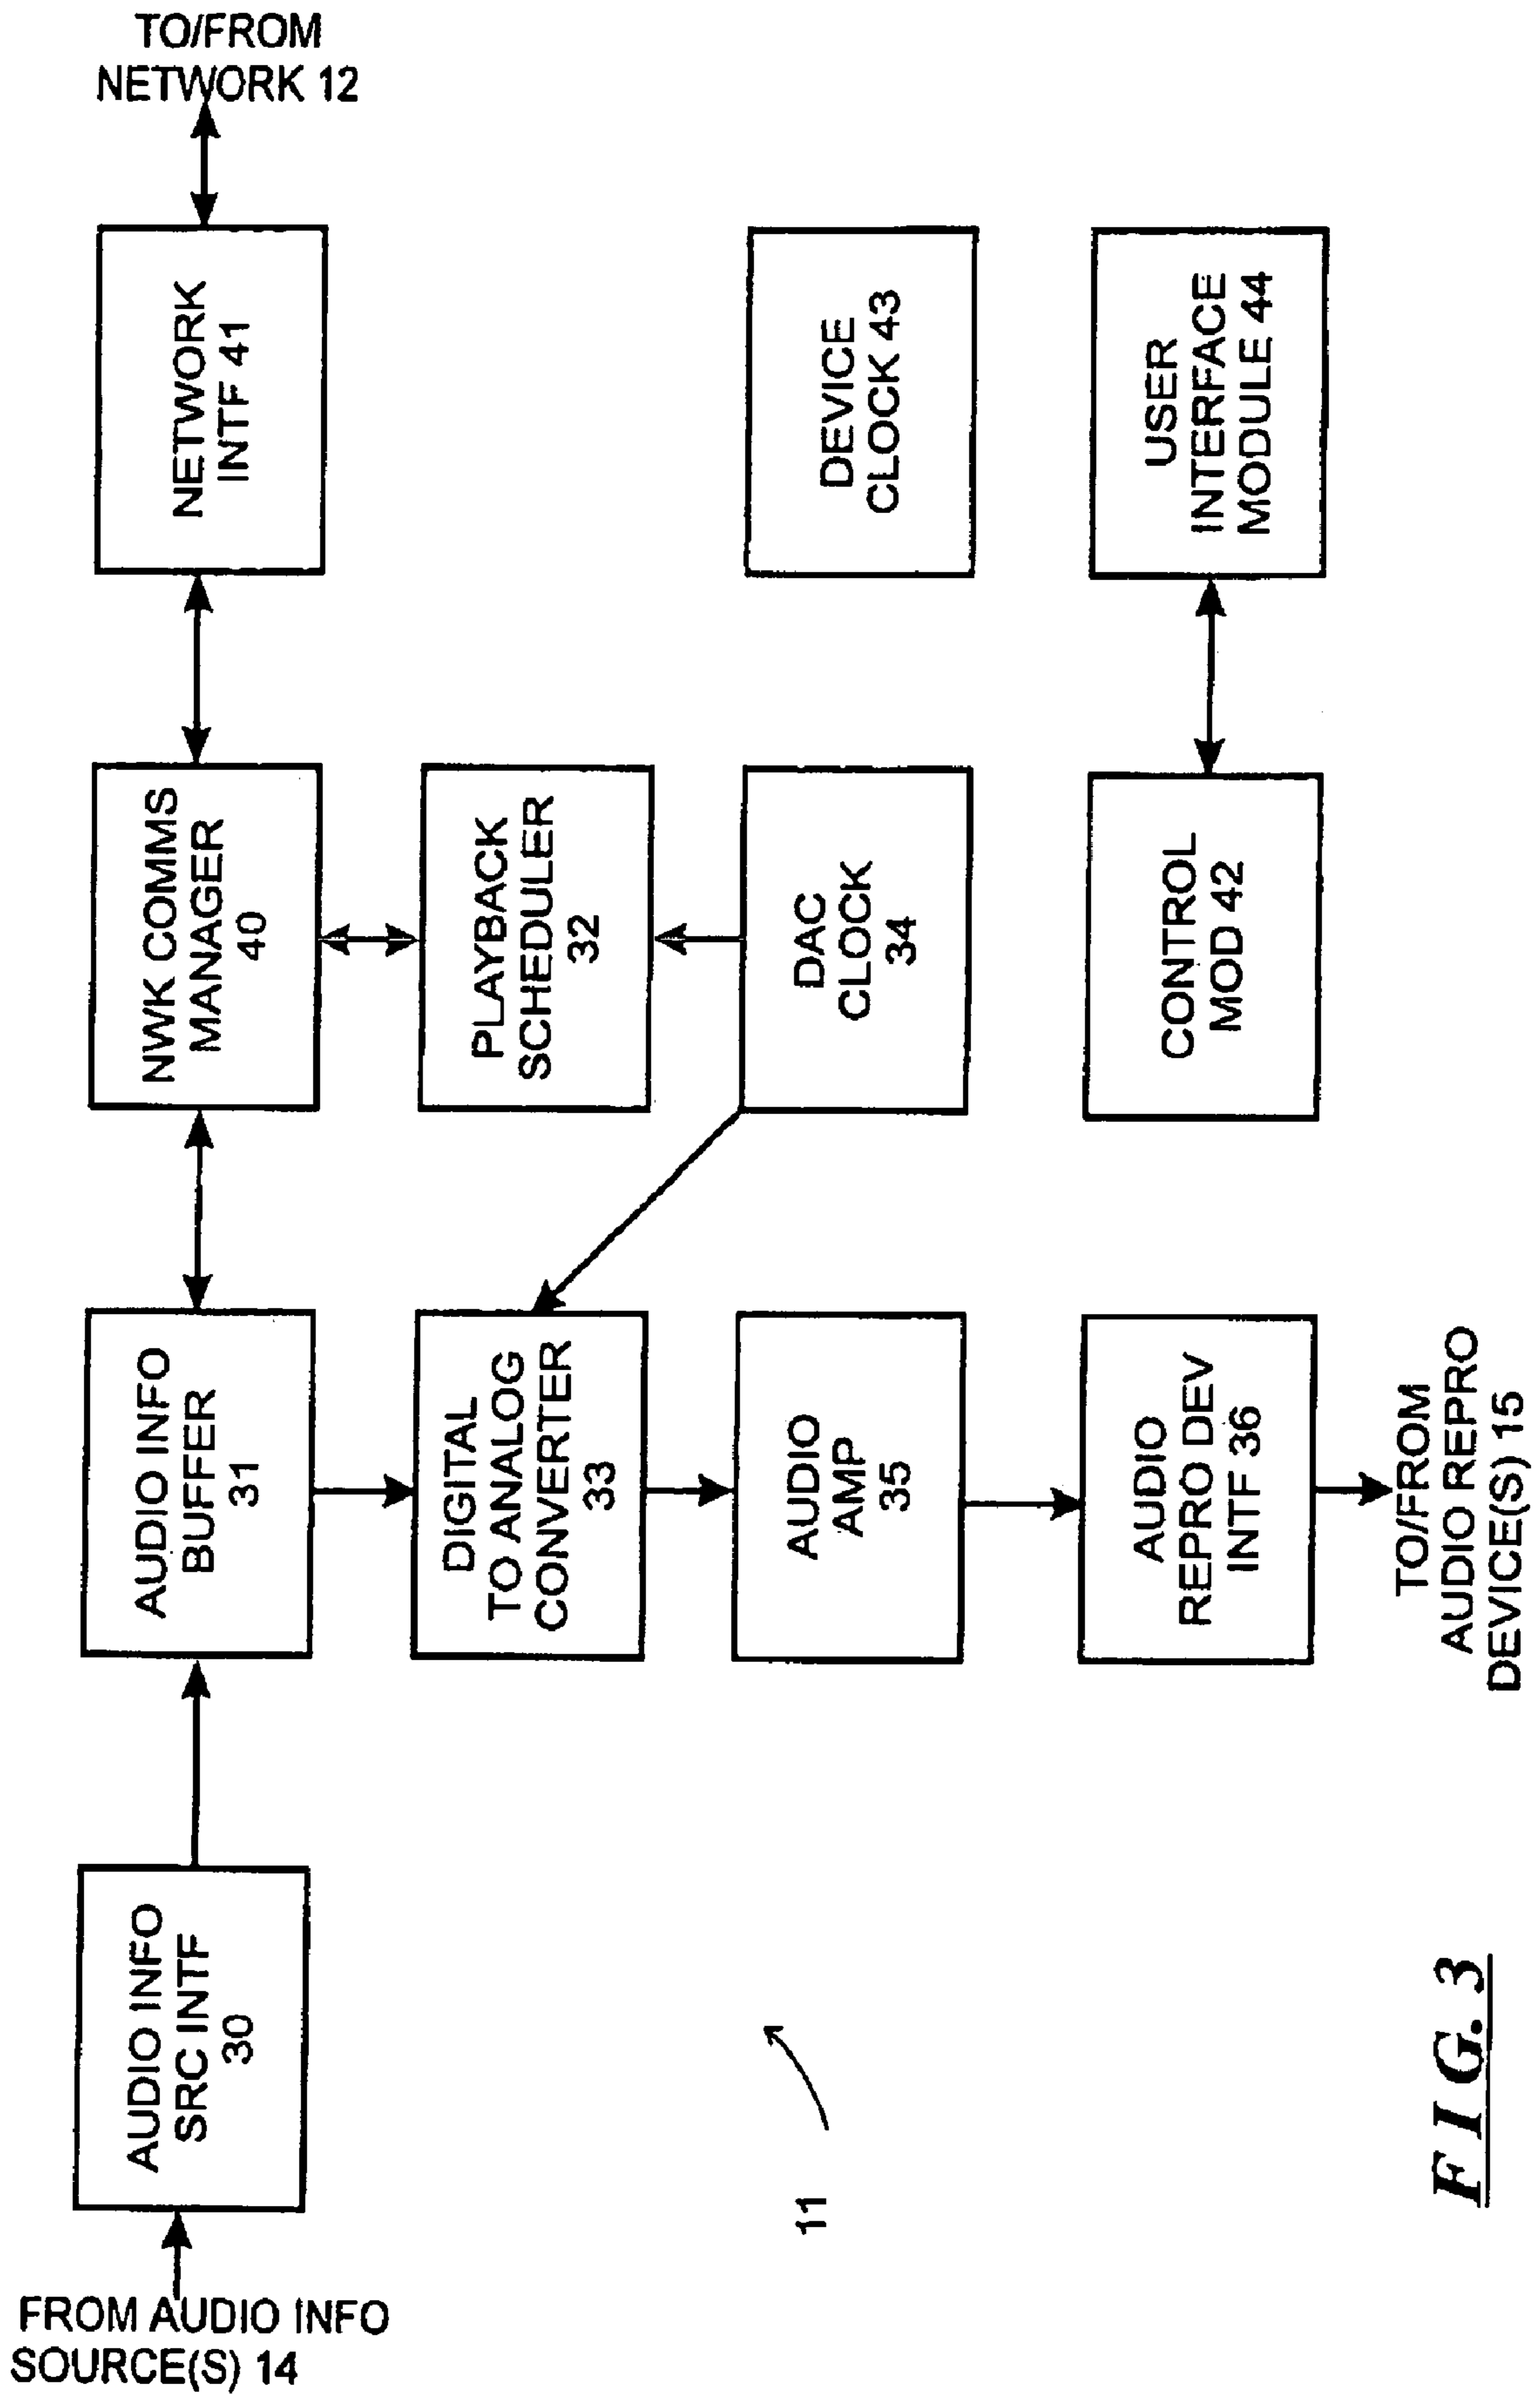 TO/FROM
NETWORK 12
NETWORK
INTF 41
DEVICE
CLOCK 43
USER
INTERFACE
MODULE 44
NWK COMMS
MANAGER
40
PLAYBACK
SCHEDULER
32
DAC
CLOCK
34
CONTROL
MOD 42
AUDIO INFO
BUFFER
31
DIGITAL
TO ANALOG
CONVERTER
33
AUDIO
AMP
35
AUDIO
REPRO DEV
INTF 36
TO/FROM
AUDIO REPRO
DEVICE(S) 15
AUDIO INFO
SRC INTF
30
FROM AUDIO INFO
SOURCE(S) 14
11
FIG. 3